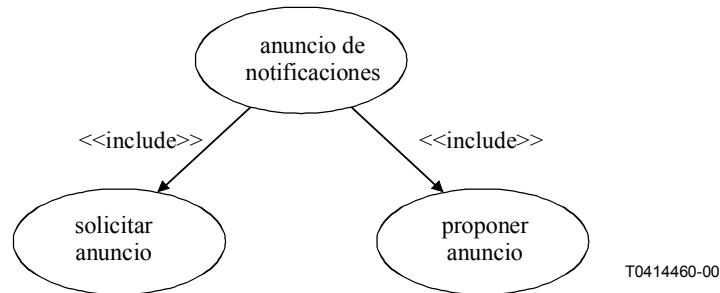 anuncio de
notificaciones
<<include>>
<<include>>
solicitar
anuncio
proponer
anuncio
T0414460-00